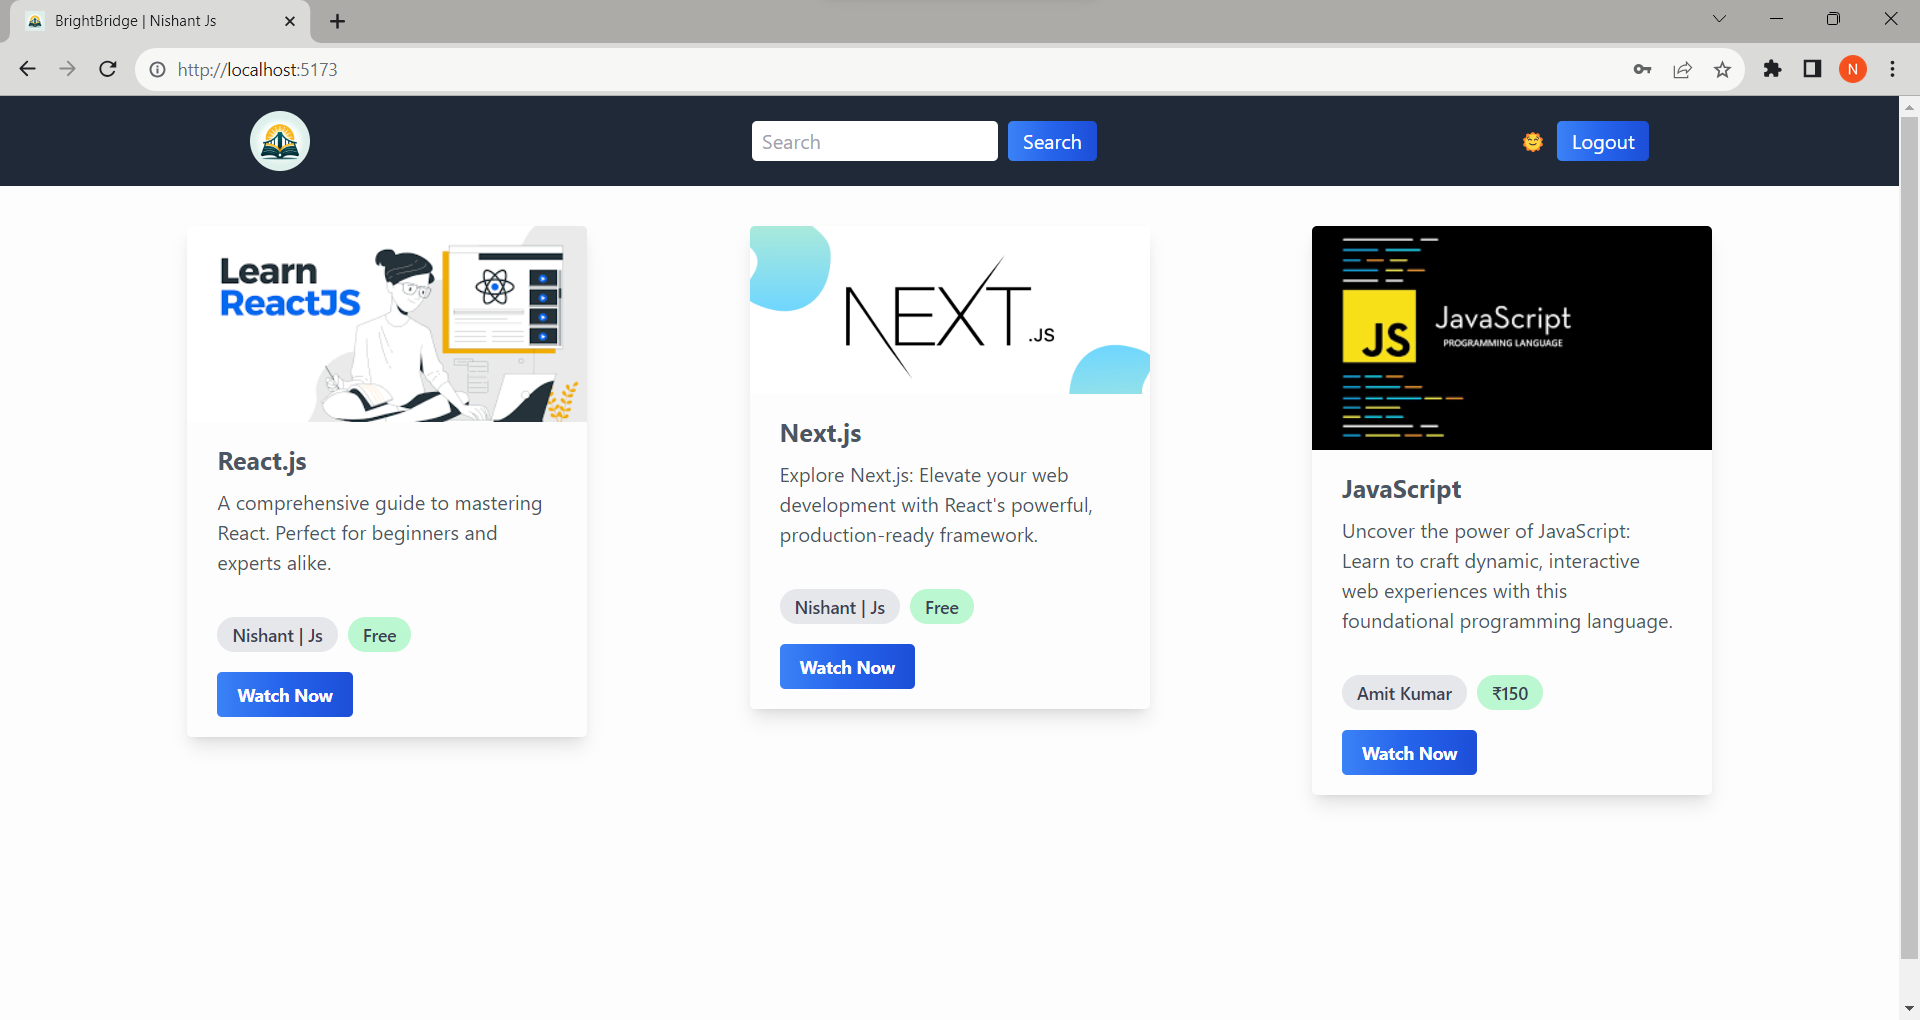 BrightBridge | Nishant Js
http://localhost:5173
N
Search
Search
Logout
Learn
ReactJS
React.js
A comprehensive guide to mastering
React. Perfect for beginners and
experts alike.
Nishant | Js
Free
Watch Now
NEXT.JS
Next.js
Explore Next.js: Elevate your web
development with React's powerful,
production-ready framework.
Nishant | Js
Free
Watch Now
JS
JavaScript
PROGRAMMING LANGUAGE
JavaScript
Uncover the power of JavaScript:
Learn to craft dynamic, interactive
web experiences with this
foundational programming language.
Amit Kumar
₹150
Watch Now